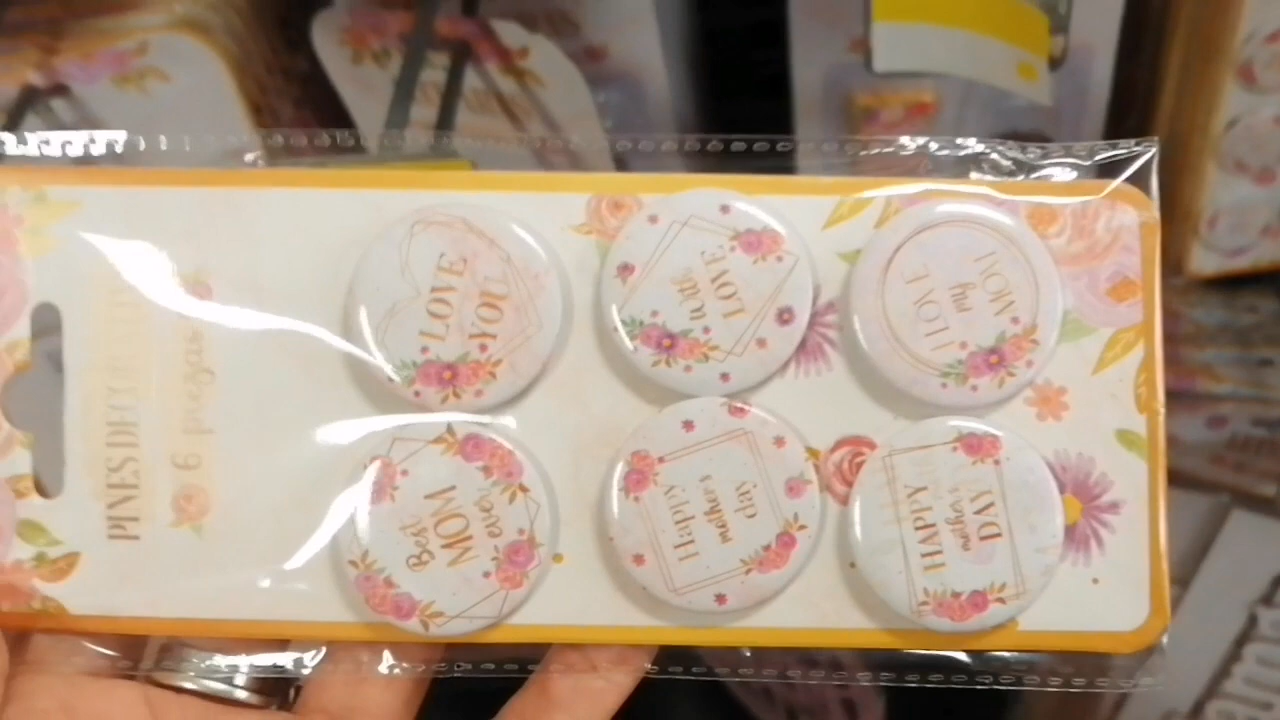 PINES DECORATIVOS
6 piezas
Best
MOM
ever
I LOVE
YOU
Happy
mother's
day
With
LOVE
HAPPY
mother's
DAY
I LOVE
my
MOM